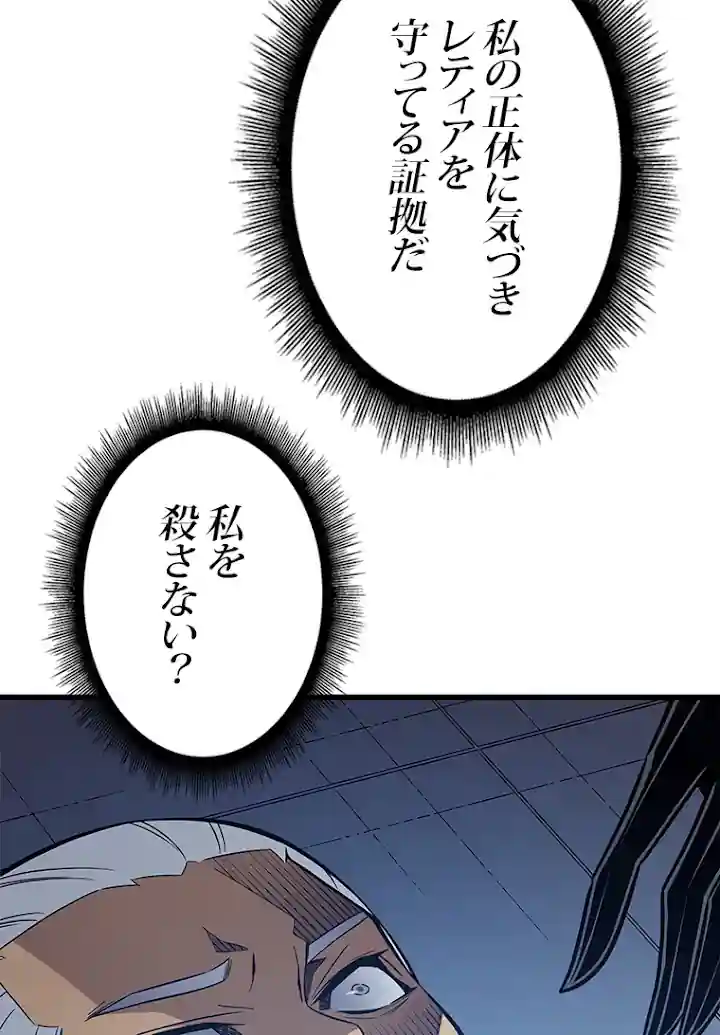 私の正体に気づき
レティアを
守ってる証拠だ
私を
殺さない？